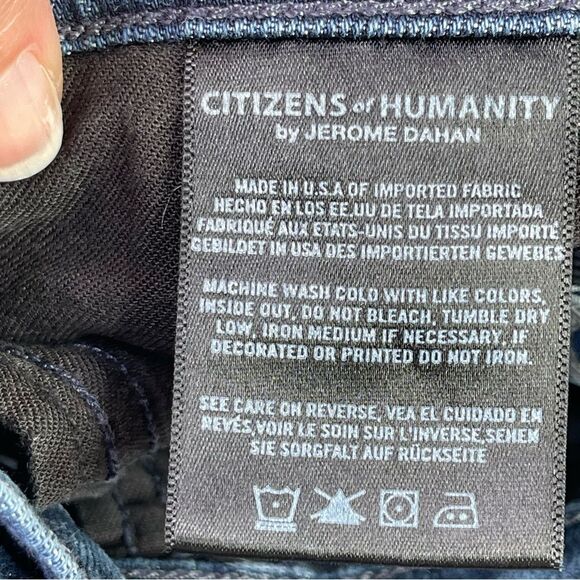 CITIZENS of HUMANITY
by JEROME DAHAN
MADE IN U.S.A OF IMPORTED FABRIC
HECHO EN LOS EE.UU DE TELA IMPORTADA
FABRIQUÉ AUX ETATS-UNIS DU TISSU IMPORTÉ
GEBILDET IN USA DES IMPORTIERTEN GEWEBES
MACHINE WASH COLD WITH LIKE COLORS,
INSIDE OUT, DO NOT BLEACH, TUMBLE DRY
LOW, IRON MEDIUM IF NECESSARY, IF
DECORATED OR PRINTED DO NOT IRON.
SEE CARE ON REVERSE, VEA EL CUIDADO EN
REVÉS,VOIR LE SOIN SUR L'INVERSE,SEHEN
SIE SORGFALT AUF RÜCKSEITE